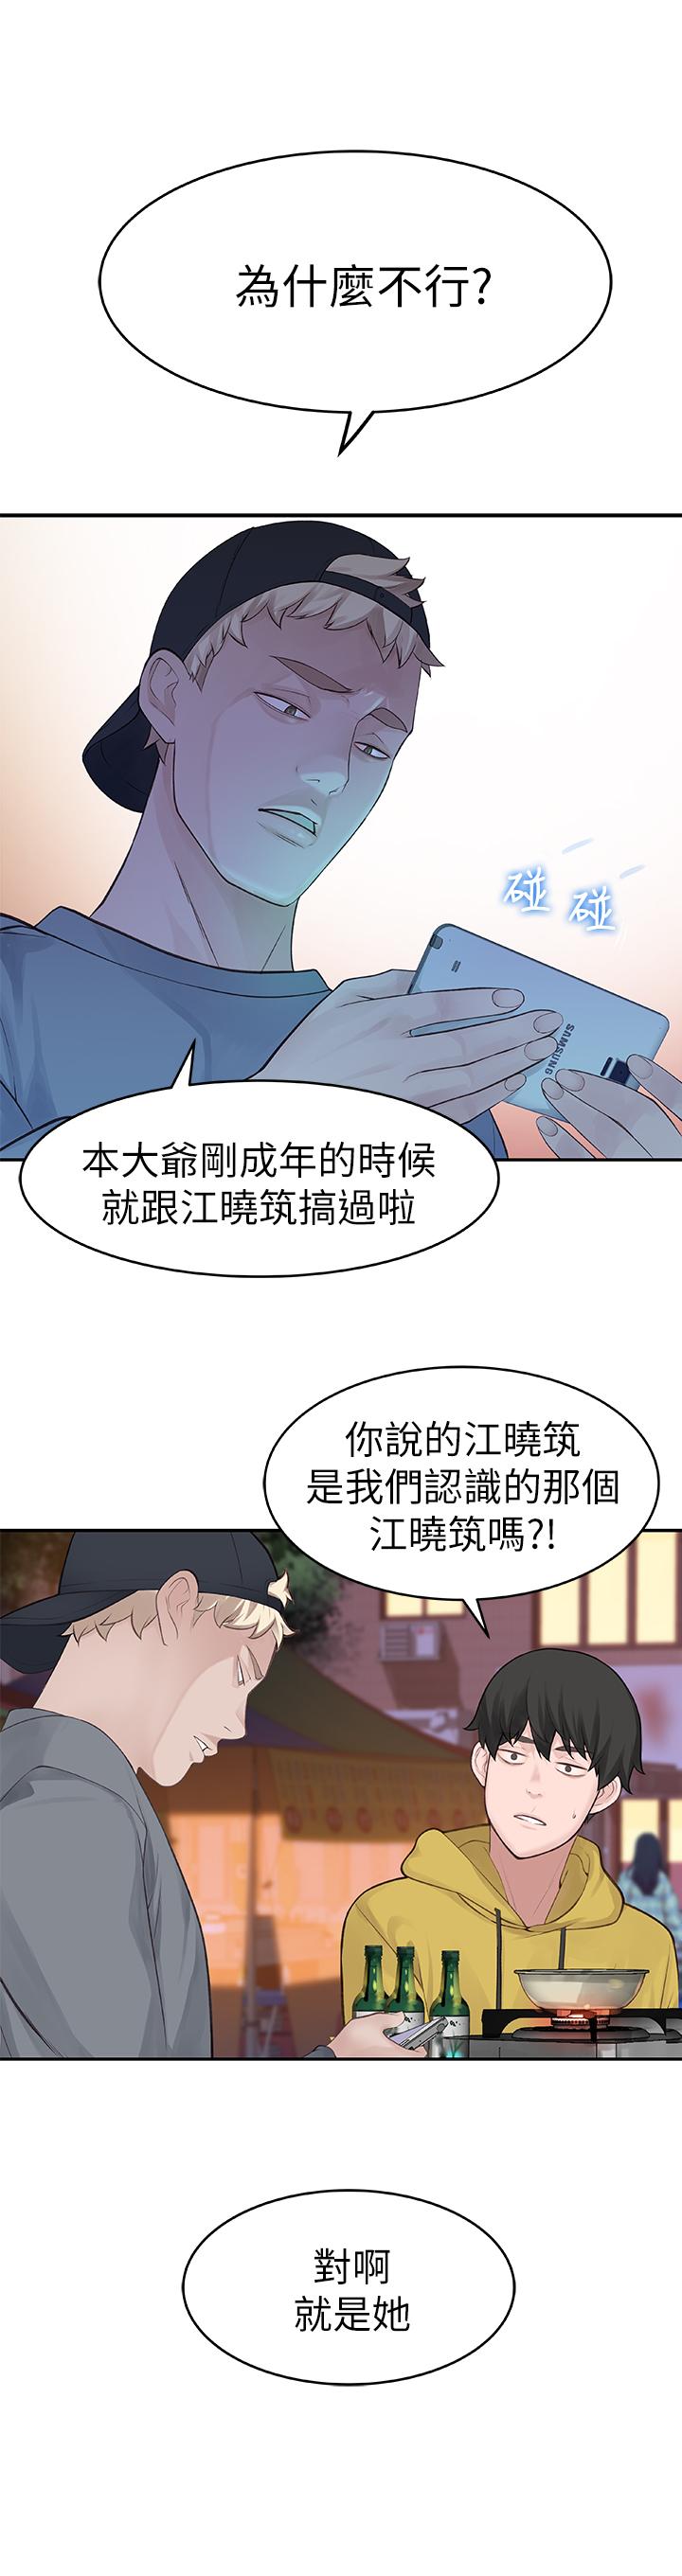 為什麼不行?
碰碰
SAMSUNG
本大爺剛成年的時候
就跟江曉筑搞過啦
你說的江曉筑
是我們認識的那個
江曉筑嗎?!
對啊
就是她